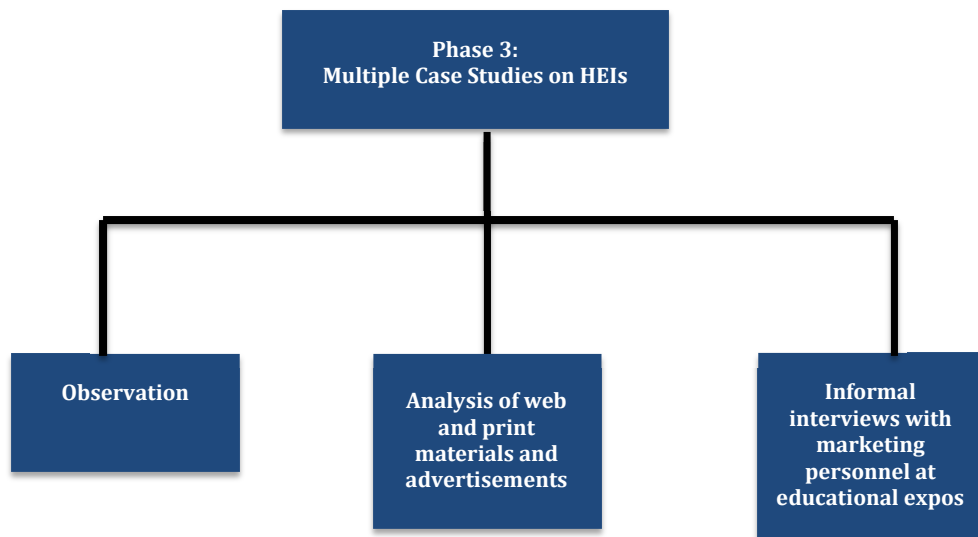 Phase 3:
Multiple Case Studies on HEIs
Observation
Analysis of web
and print
materials and
advertisements
Informal
interviews with
marketing
personnel at
educational expos